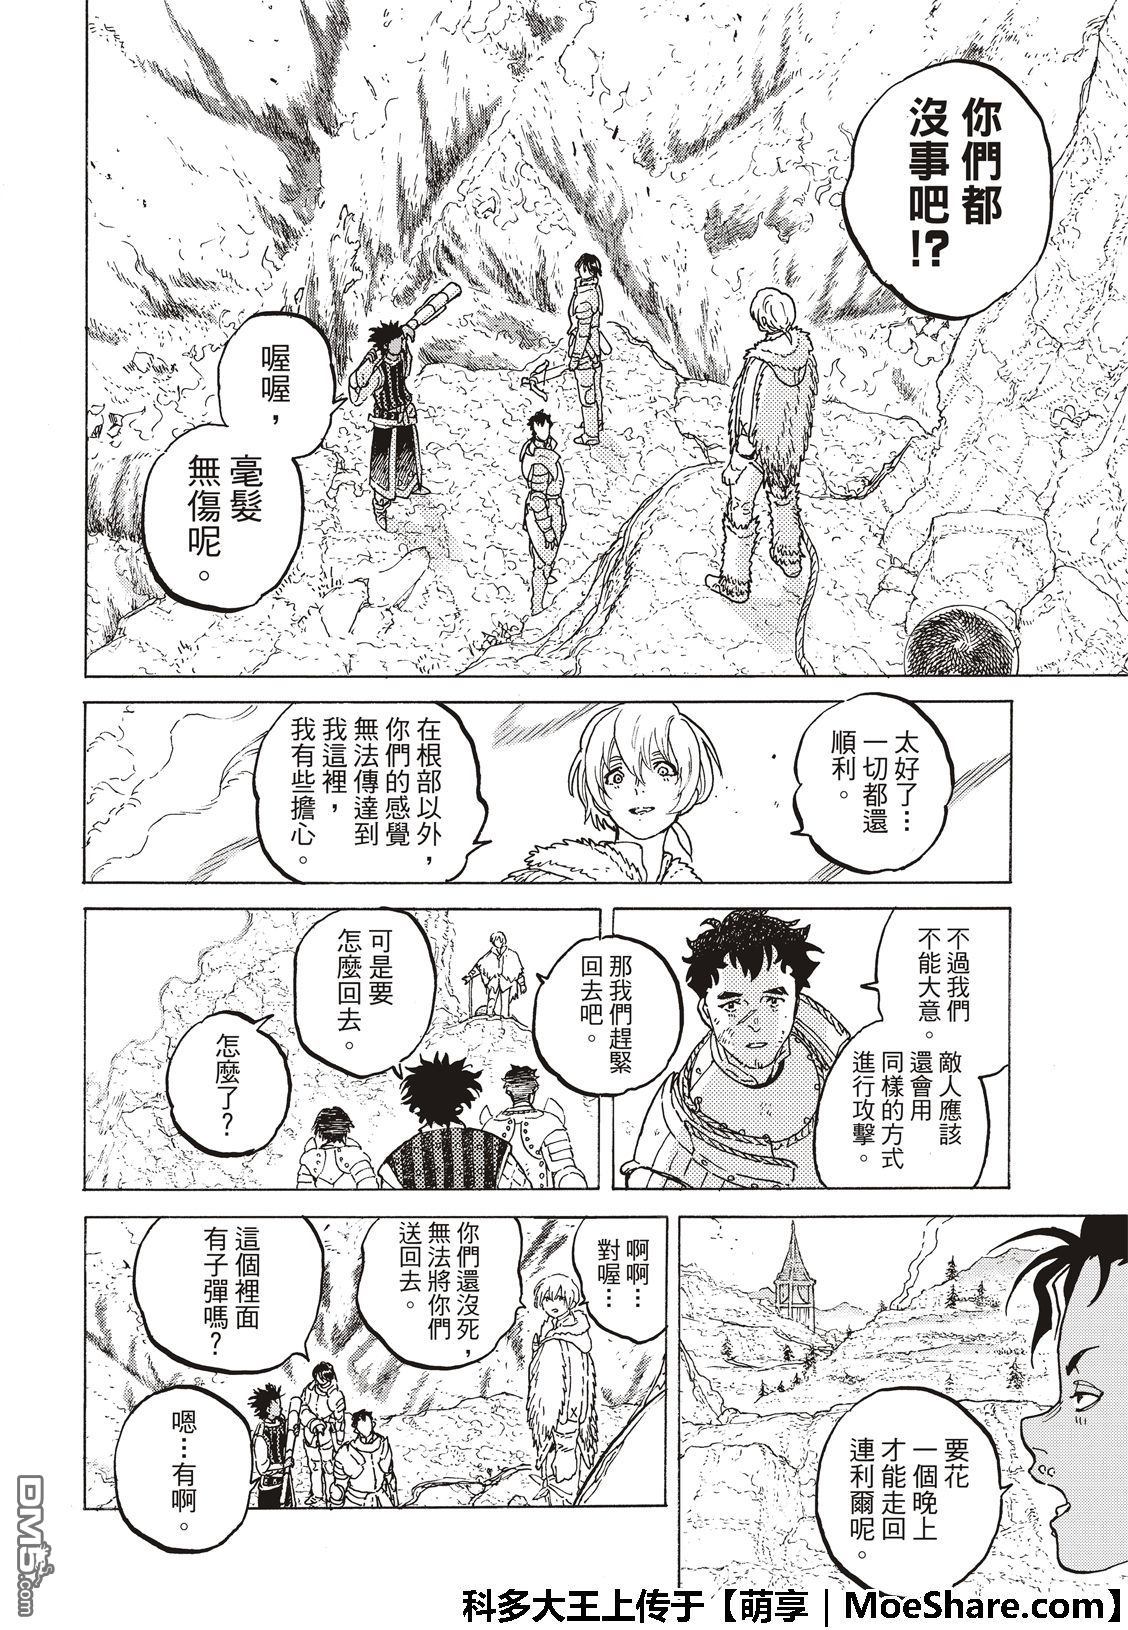 你們都
沒事吧!?
喔喔，
毫髮
無傷呢。
太好了…
一切都還
順利。
在根部以外，
你們的感覺
無法傳達到
我這裡，
我有些擔心。
不過我們
不能大意。
敵人應該
還會用
同樣的方式
進行攻擊。
那我們趕緊
回去吧。
可是要
怎麼回去。
怎麼了？
要花
一個晚上
才能走回
連利爾呢。
啊啊…
對喔…
你們還沒死，
無法將你們
送回去。
這個裡面
有子彈嗎？
嗯…有啊。
DM5.com
科多大王上传于【萌享｜MoeShare.com】